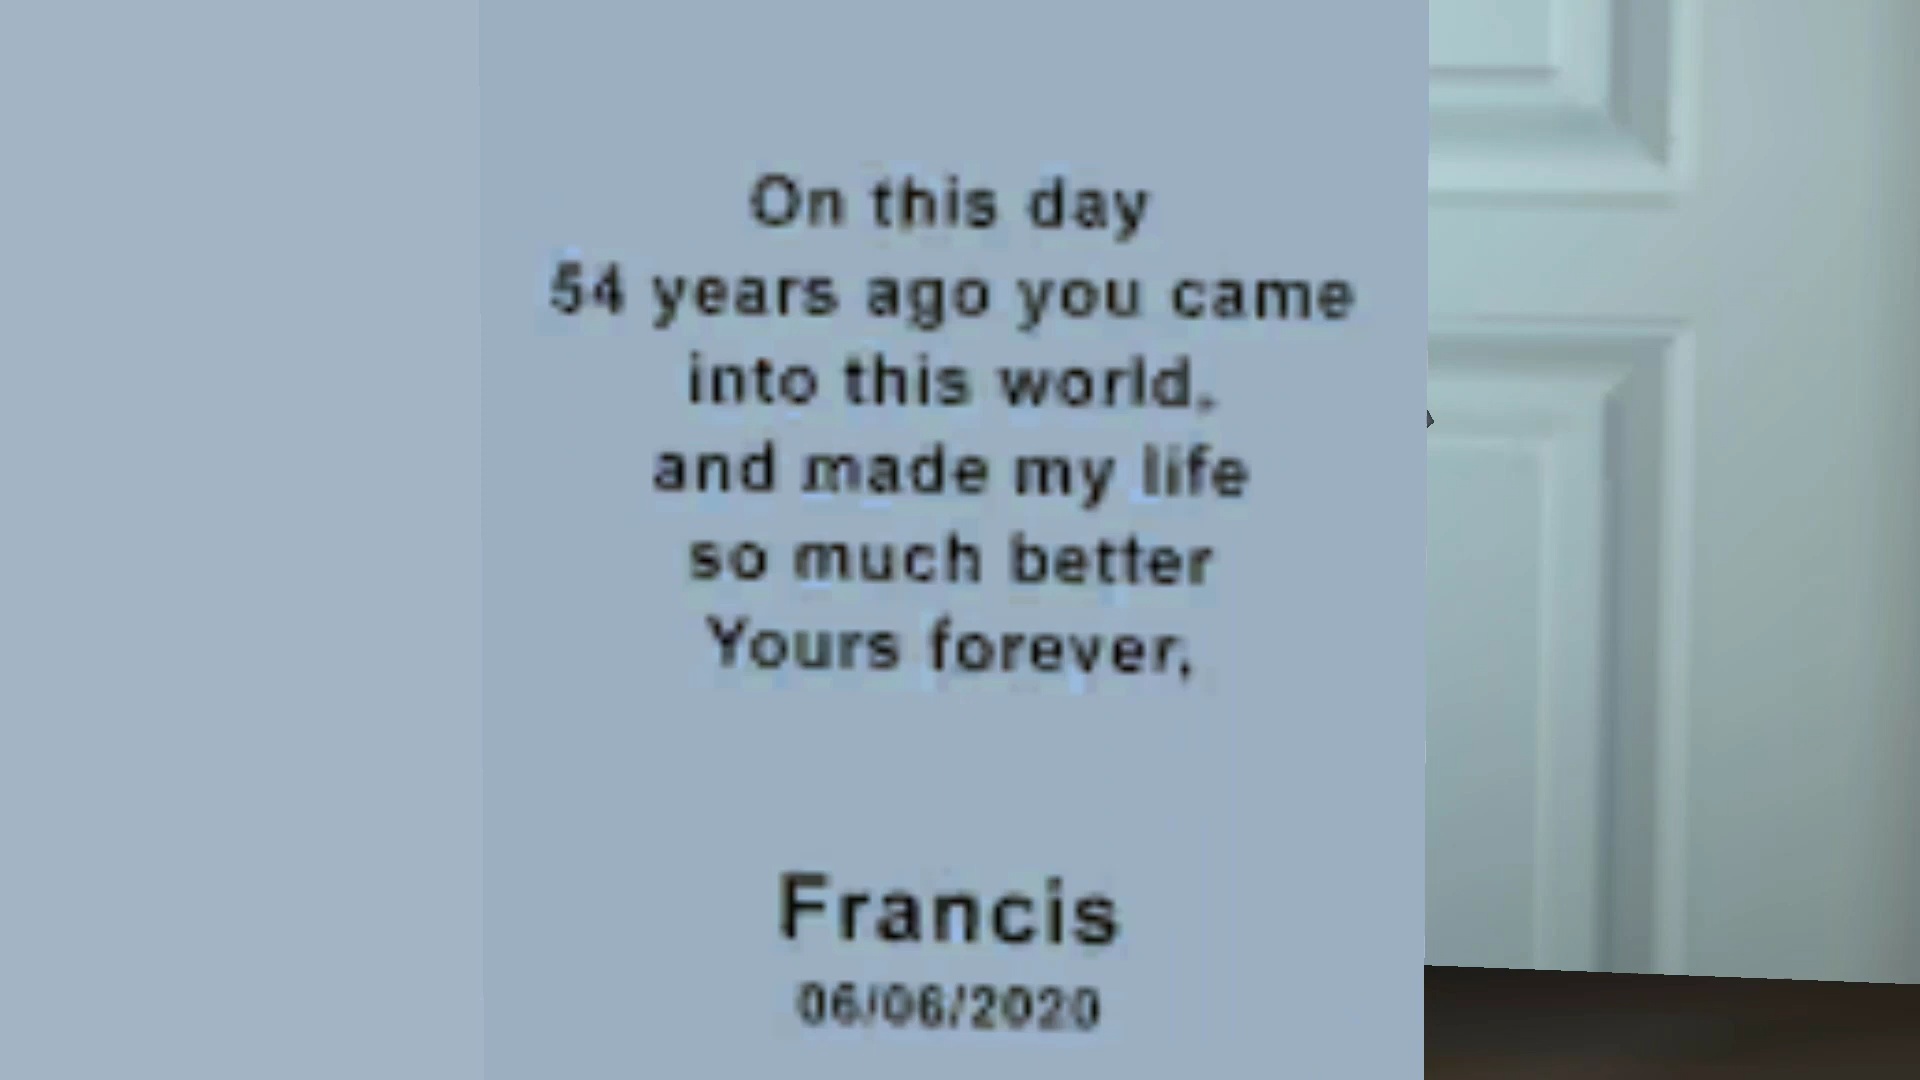 On this day
54 years ago you came
into this world,
and made my life
so much better
Yours forever,
Francis
06/06/2020